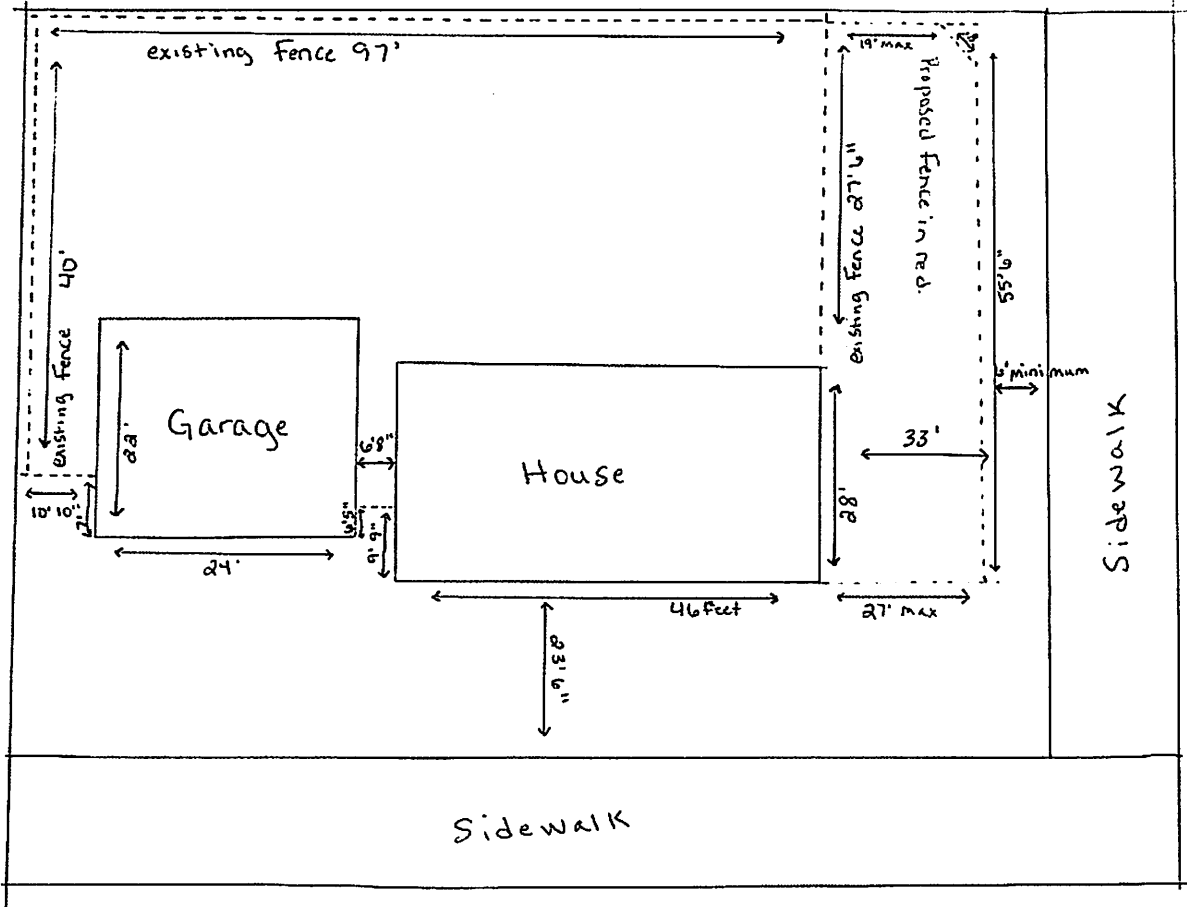 existing Fence 97'
19' max
existing Fence 40'
existing Fence 27'6"
Proposed Fence in red.
55'6"
6' minimum
Garage
22'
6'8"
House
33'
28'
Sidewalk
10'10"
7'
6'5"
9'9"
24'
46 feet
27' max
23'6"
Sidewalk